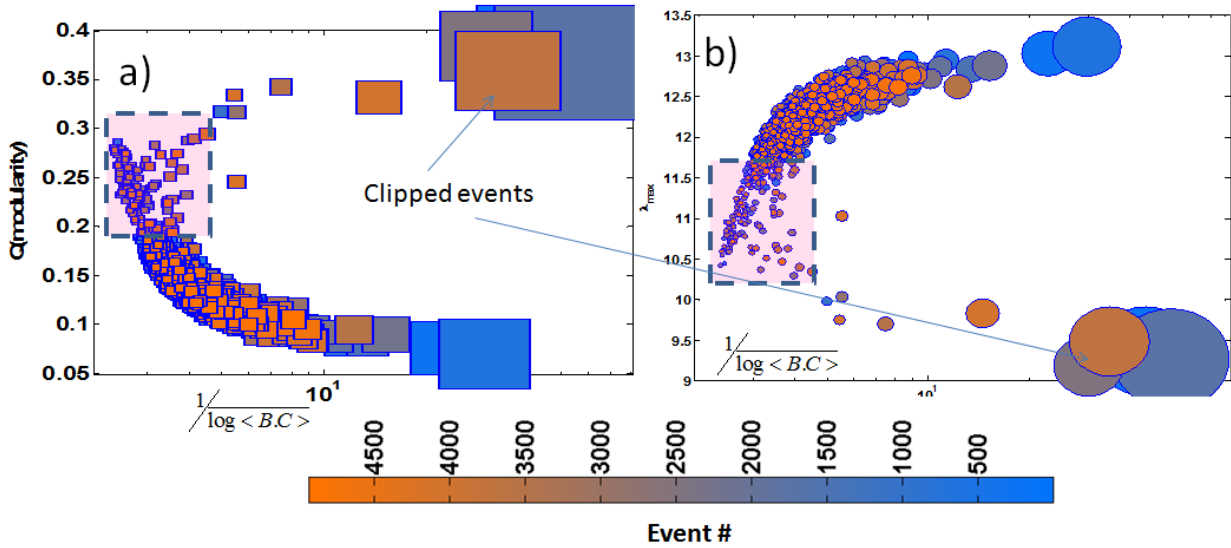 a)
Q(modularity)
0.4
0.35
0.3
0.25
0.2
0.15
0.1
0.05
10¹
1/log < B.C >
Clipped events
b)
λmax
13.5
13
12.5
12
11.5
11
10.5
10
9.5
9
1/log < B.C >
10¹
4500 4000 3500 3000 2500 2000 1500 1000 500
Event #